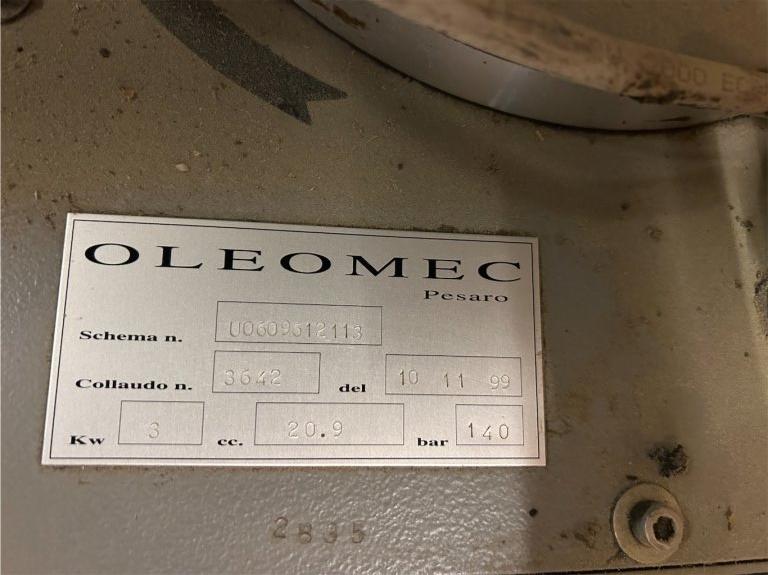 OLEOMEC
Pesaro
Schema n. U0609512113
Collaudo n. 3642 del 10 11 99
Kw 3 cc. 20.9 bar 140
2835